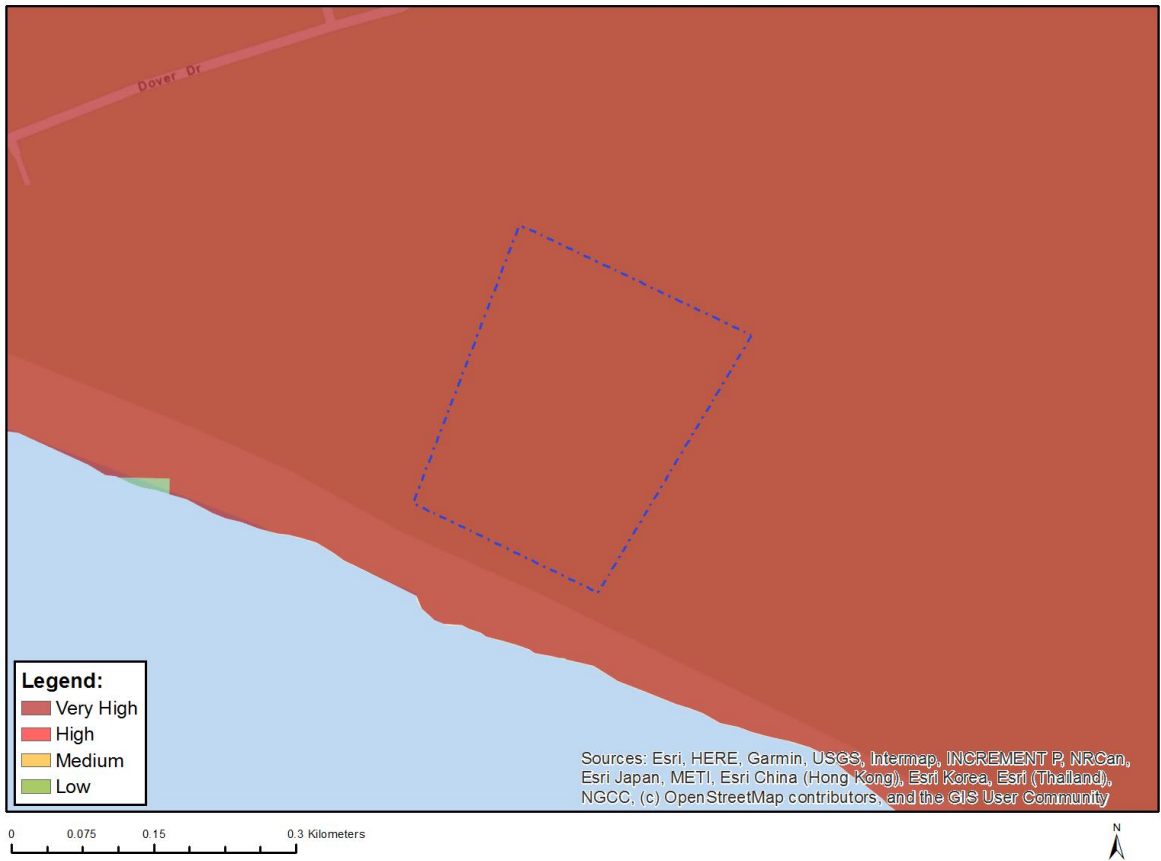 Dover Dr
Legend:
Very High
High
Medium
Low
Sources: Esri, HERE, Garmin, USGS, Intermap, INCREMENT P, NRCan,
Esri Japan, METI, Esri China (Hong Kong), Esri Korea, Esri (Thailand),
NGCC, (c) OpenStreetMap contributors, and the GIS User Community
0 0.075 0.15 0.3 Kilometers
N